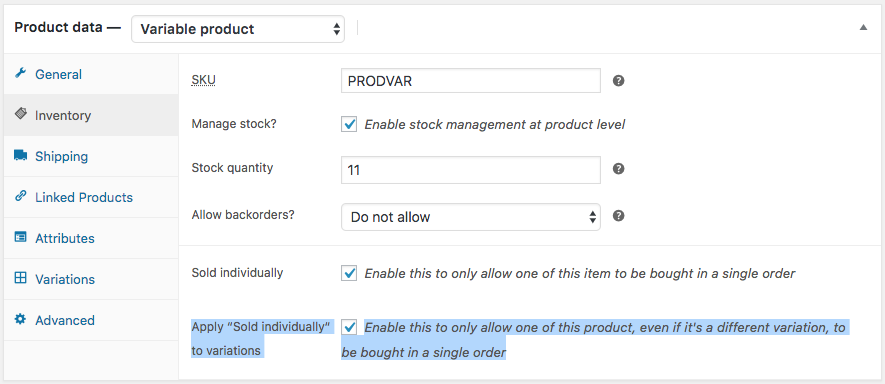 Product data — Variable product
General
Inventory
Shipping
Linked Products
Attributes
Variations
Advanced
SKU PRODVAR ?
Manage stock? Enable stock management at product level
Stock quantity 11 ?
Allow backorders? Do not allow ?
Sold individually Enable this to only allow one of this item to be bought in a single order
Apply “Sold individually” Enable this to only allow one of this product, even if it's a different variation, to
to variations be bought in a single order